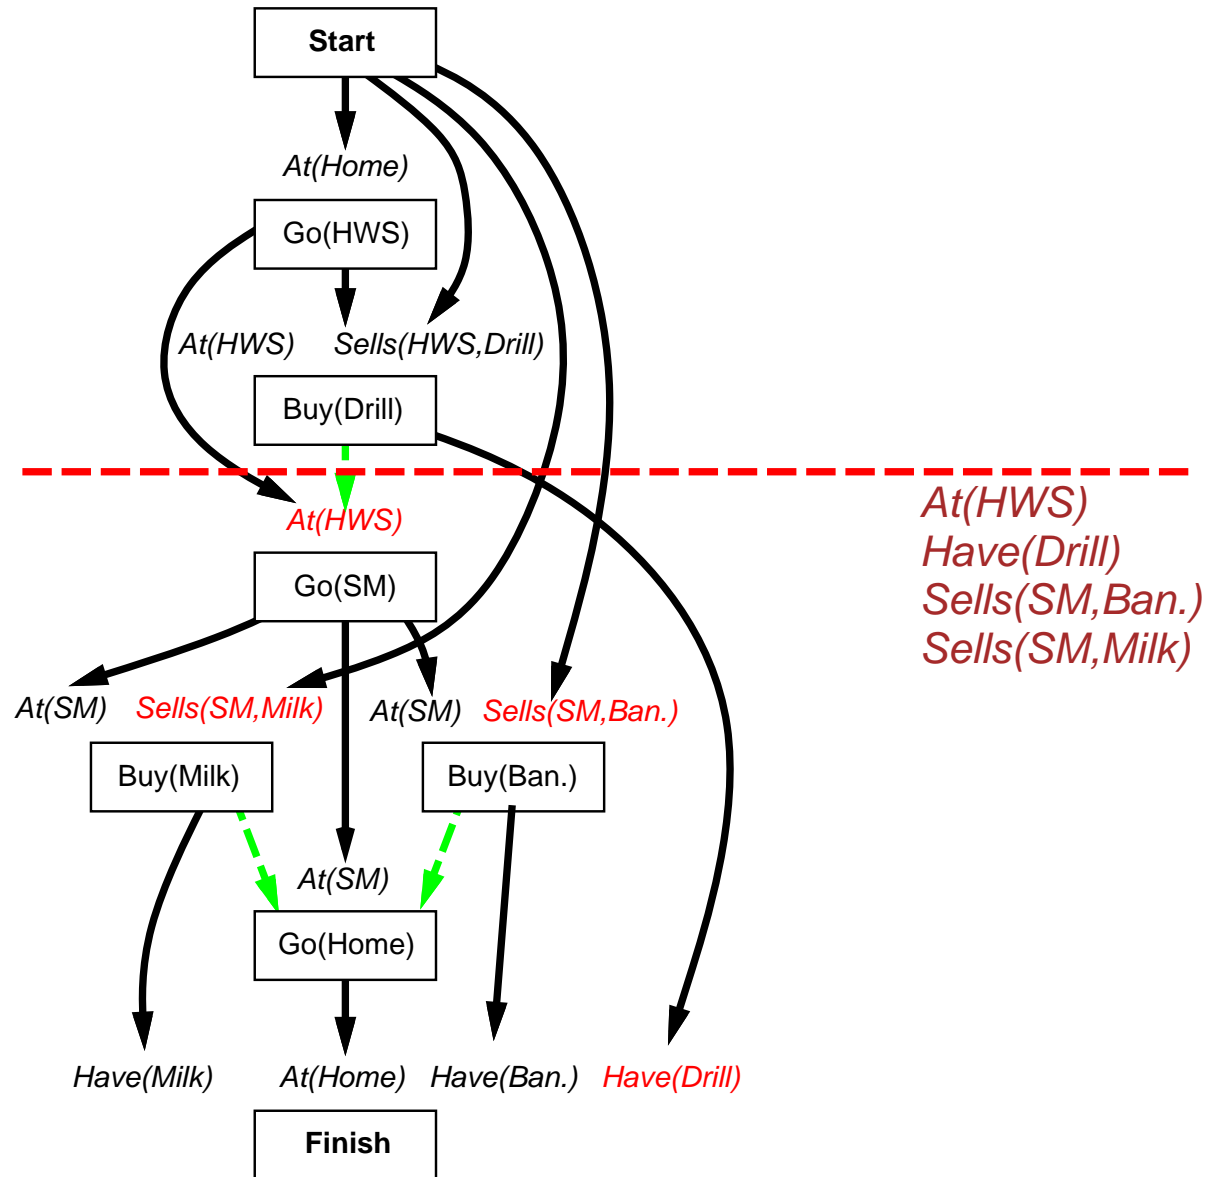 Start
At(Home)
Go(HWS)
At(HWS) Sells(HWS,Drill)
Buy(Drill)
At(HWS)
Go(SM)
At(SM) Sells(SM,Milk) At(SM) Sells(SM,Ban.)
Buy(Milk) Buy(Ban.)
At(SM)
Go(Home)
Have(Milk) At(Home) Have(Ban.) Have(Drill)
Finish
At(HWS)
Have(Drill)
Sells(SM,Ban.)
Sells(SM,Milk)